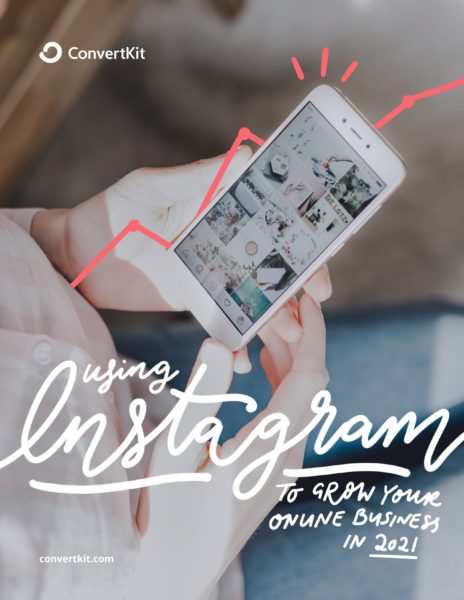 ConvertKit
using
Instagram
TO GROW YOUR
ONLINE BUSINESS
IN 2021
convertkit.com